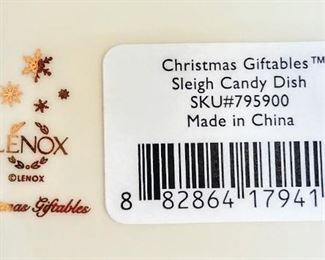 LENOX
©LENOX
Giftables
Christmas Giftables™
Sleigh Candy Dish
SKU#795900
Made in China
8 82864 17941